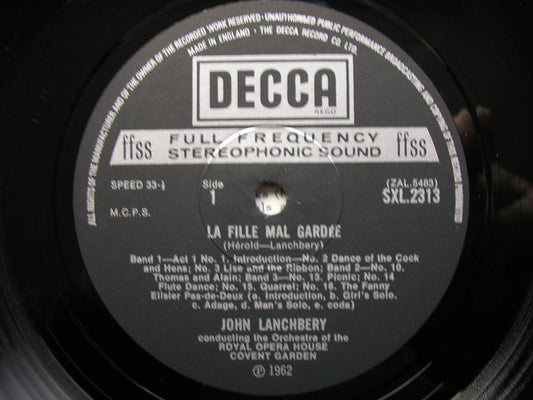 ALL RIGHTS OF THE MANUFACTURER AND OF THE OWNER OF THE RECORDED WORK RESERVED · UNAUTHORISED PUBLIC PERFORMANCE BROADCASTING AND COPYING OF THIS RECORD PROHIBITED
MADE IN ENGLAND · THE DECCA RECORD CO LTD.
DECCA
REGD
ffss FULL FREQUENCY STEREOPHONIC SOUND ffss
SPEED 33-⅓ Side 1 (ZAL.5463)
M.C.P.S. SXL.2313
LA FILLE MAL GARDÉE
(Hérold—Lanchbery)
Band 1—Act 1 No. 1. Introduction—No. 2 Dance of the Cock
and Hens; No. 3 Lise and the Ribbon; Band 2—No. 10.
Thomas and Alain; Band 3—No. 13. Picnic; No. 14
Flute Dance; No. 15. Quarrel; No. 16. The Fanny
Elssler Pas-de-Deux (a. Introduction, b. Girl's Solo,
c. Adage, d. Man's Solo, e. coda)
JOHN LANCHBERY
conducting the Orchestra of the
ROYAL OPERA HOUSE
COVENT GARDEN
Ⓟ 1962